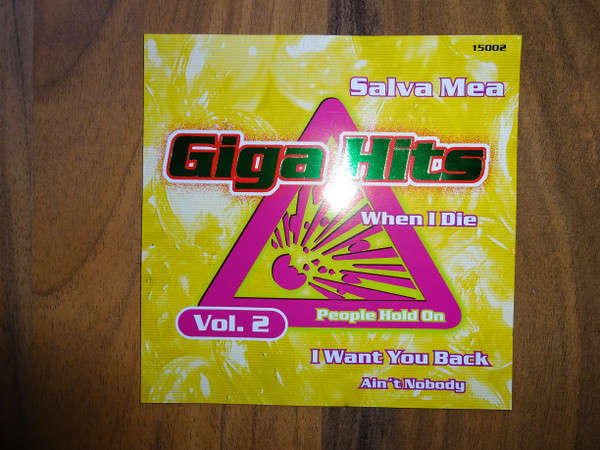 15002
Salva Mea
Giga Hits
When I Die
People Hold On
Vol. 2
I Want You Back
Ain't Nobody